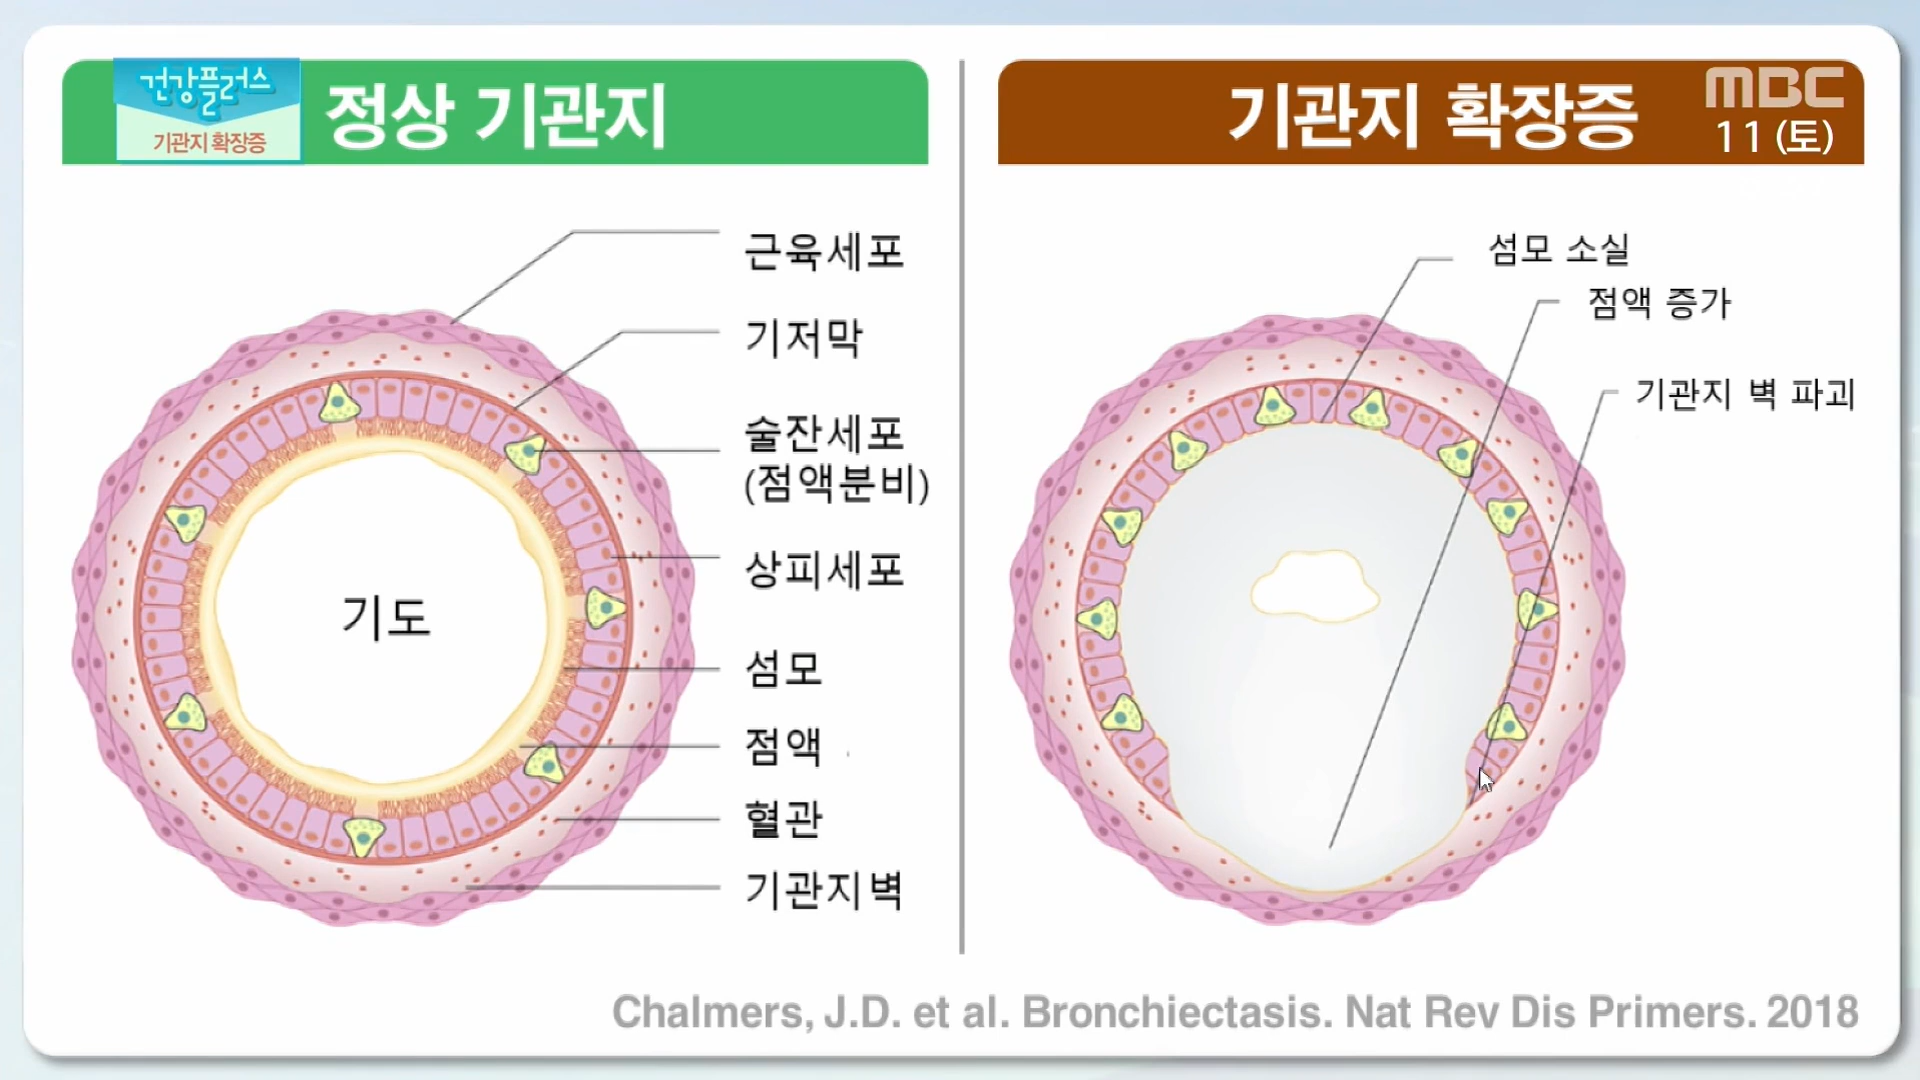 건강플러스
기관지 확장증
정상 기관지
근육세포
기저막
술잔세포
(점액분비)
상피세포
기도
섬모
점액
혈관
기관지벽
기관지 확장증
MBC
11 (토)
섬모 소실
점액 증가
기관지 벽 파괴
Chalmers, J.D. et al. Bronchiectasis. Nat Rev Dis Primers. 2018